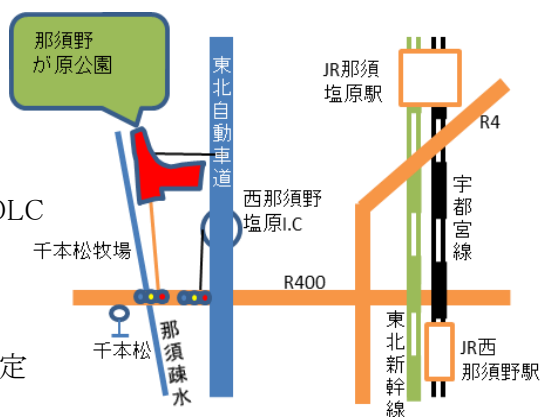 那須野
が原公園
東北自動車道
JR那須
塩原駅
R4
OLC
西那須野
塩原I.C
宇都宮線
千本松牧場
R400
千本松
那須疏水
東北新幹線
JR西
那須野駅
定